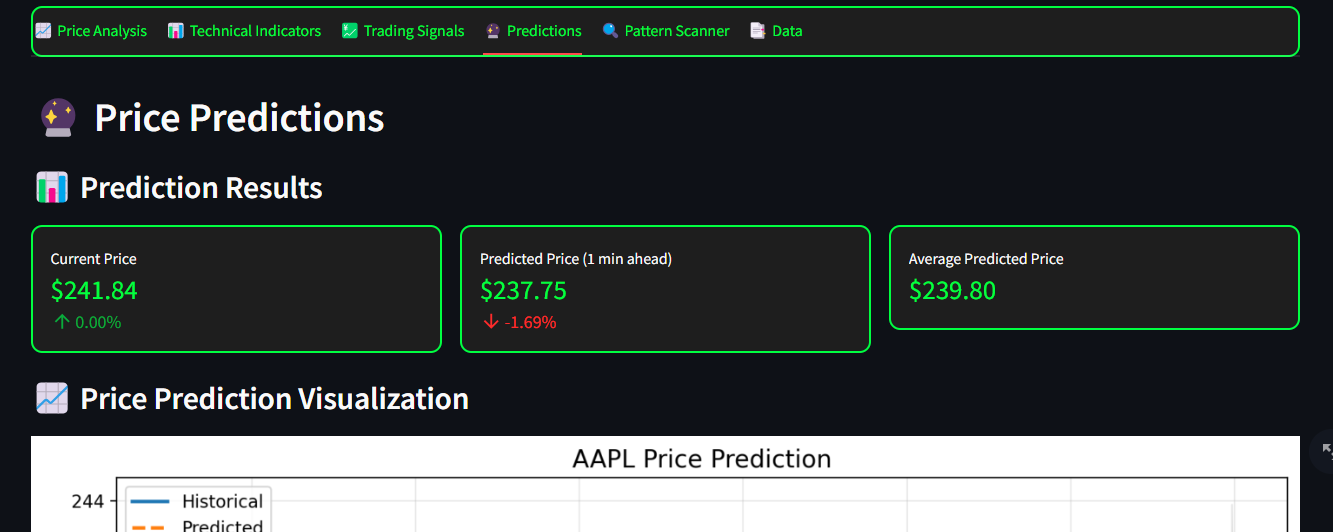 Price Analysis Technical Indicators Trading Signals Predictions Pattern Scanner Data
Price Predictions
Prediction Results
Current Price
$241.84
↑ 0.00%
Predicted Price (1 min ahead)
$237.75
↓ -1.69%
Average Predicted Price
$239.80
Price Prediction Visualization
AAPL Price Prediction
244
Historical
Predicted